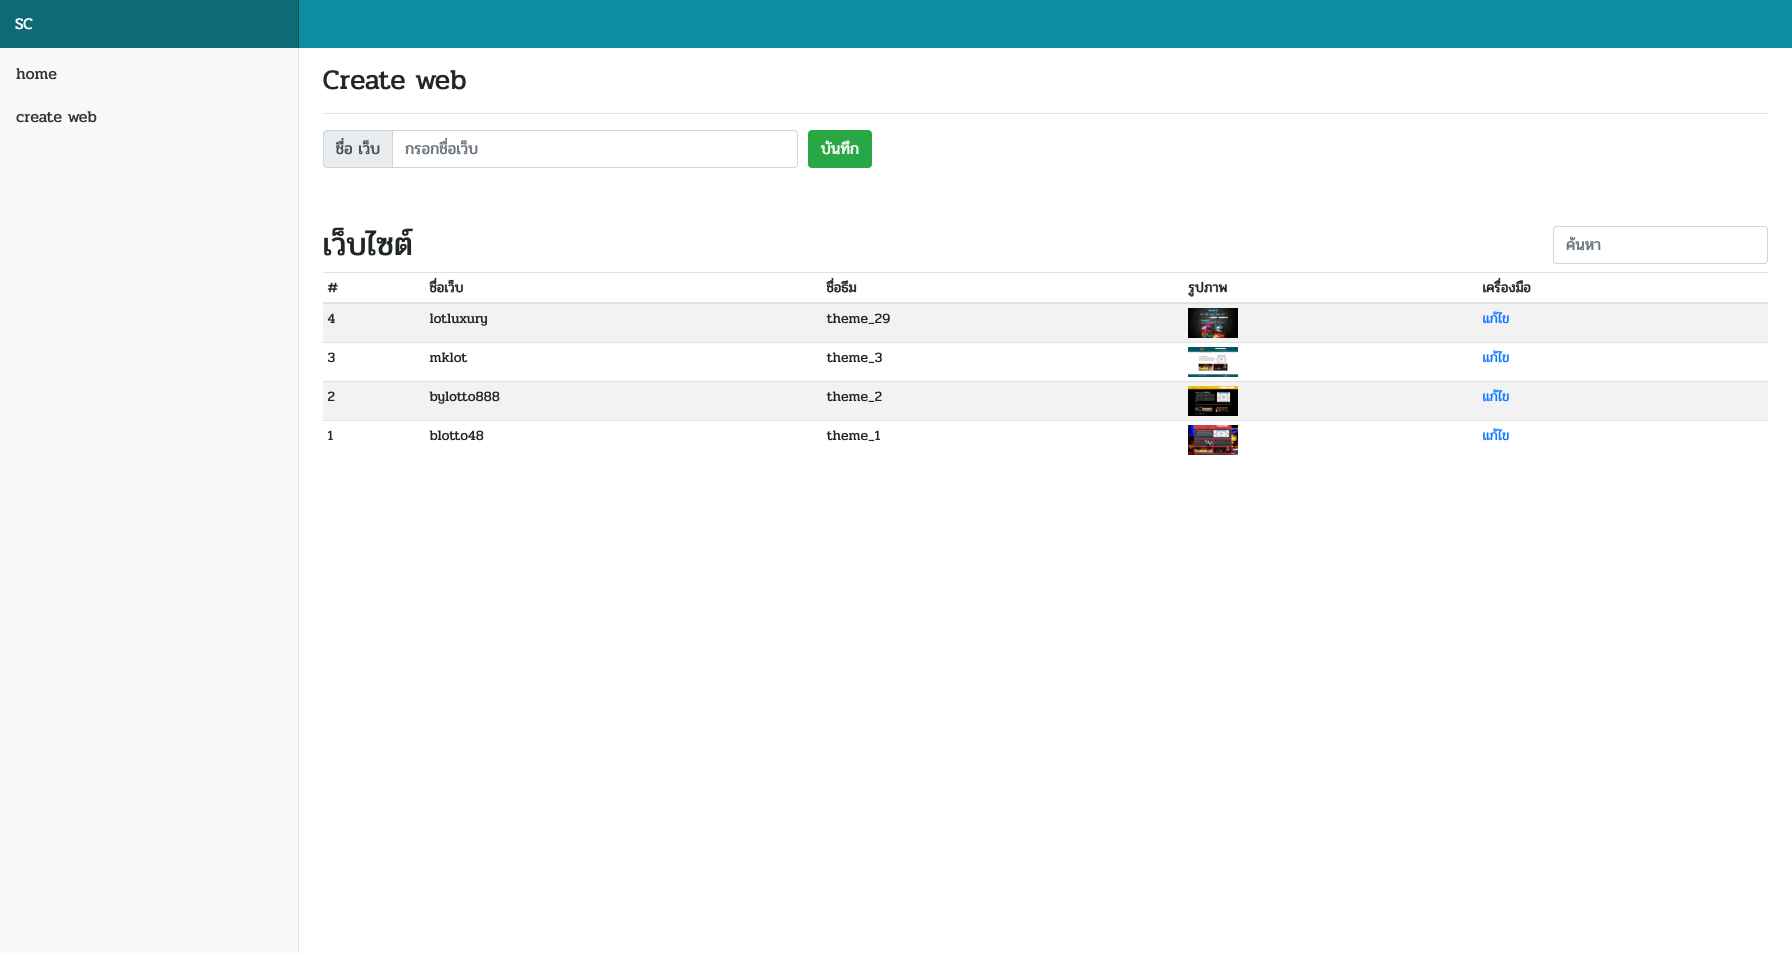 SC
home
create web
Create web
ชื่อ เว็บ กรอกชื่อเว็บ บันทึก
เว็บไซต์ ค้นหา
# ชื่อเว็บ ชื่อธีม รูปภาพ เครื่องมือ
4 lotluxury theme_29 แก้ไข
3 mklot theme_3 แก้ไข
2 bylotto888 theme_2 แก้ไข
1 blotto48 theme_1 แก้ไข